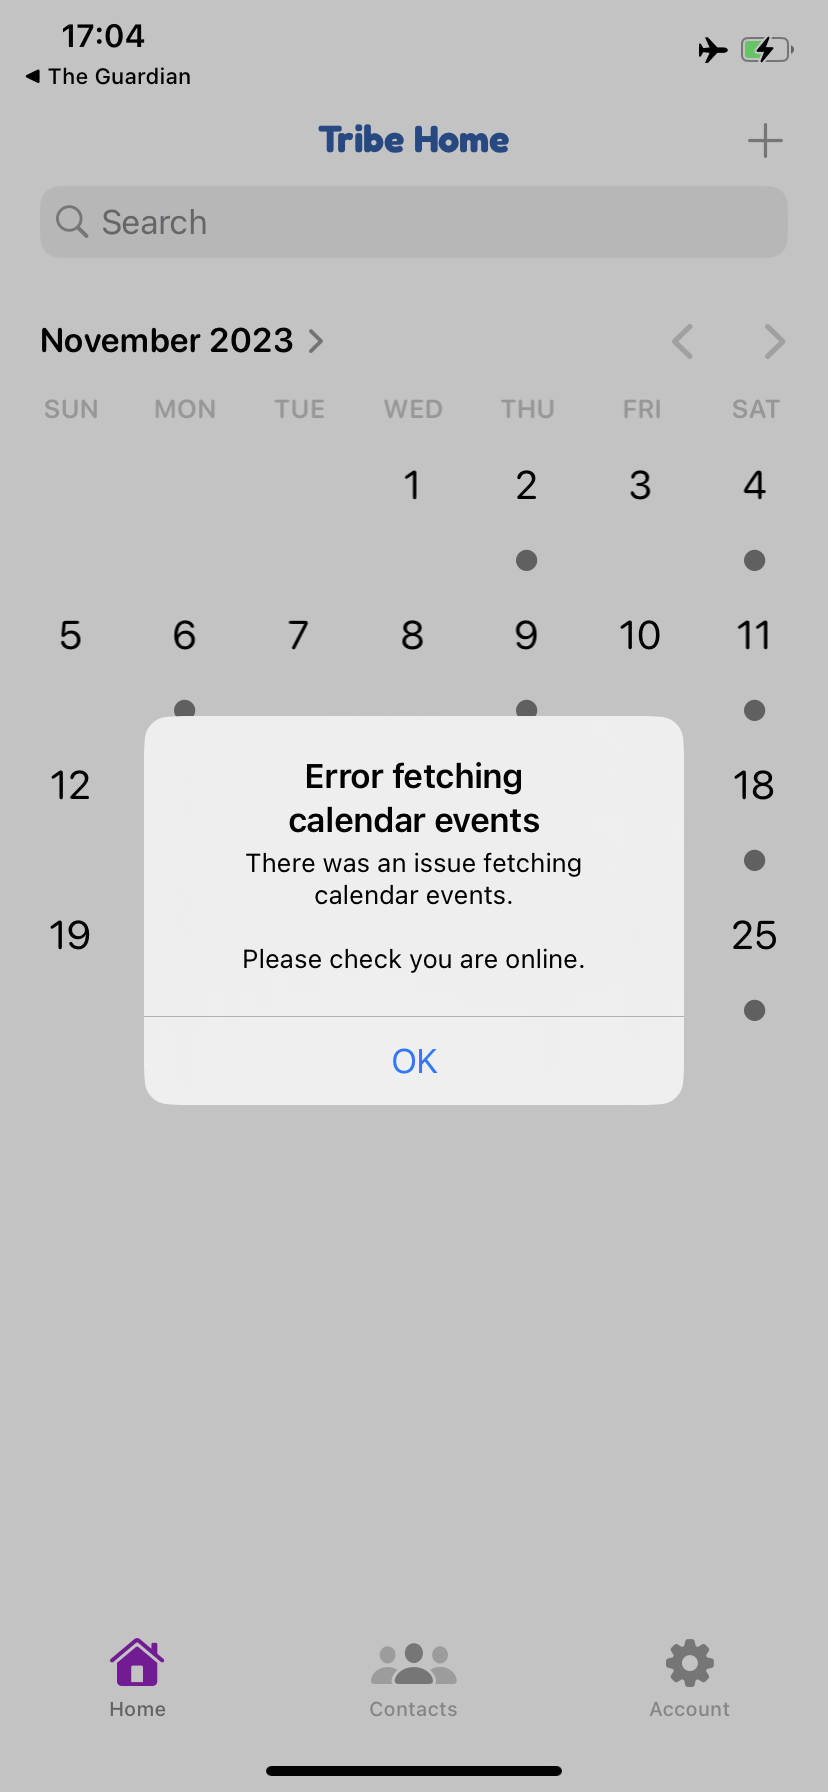 17:04
◀ The Guardian
Tribe Home
Search
November 2023
SUN MON TUE WED THU FRI SAT
1 2 3 4
5 6 7 8 9 10 11
12 18
19 25
Error fetching
calendar events
There was an issue fetching
calendar events.
Please check you are online.
OK
Home Contacts Account